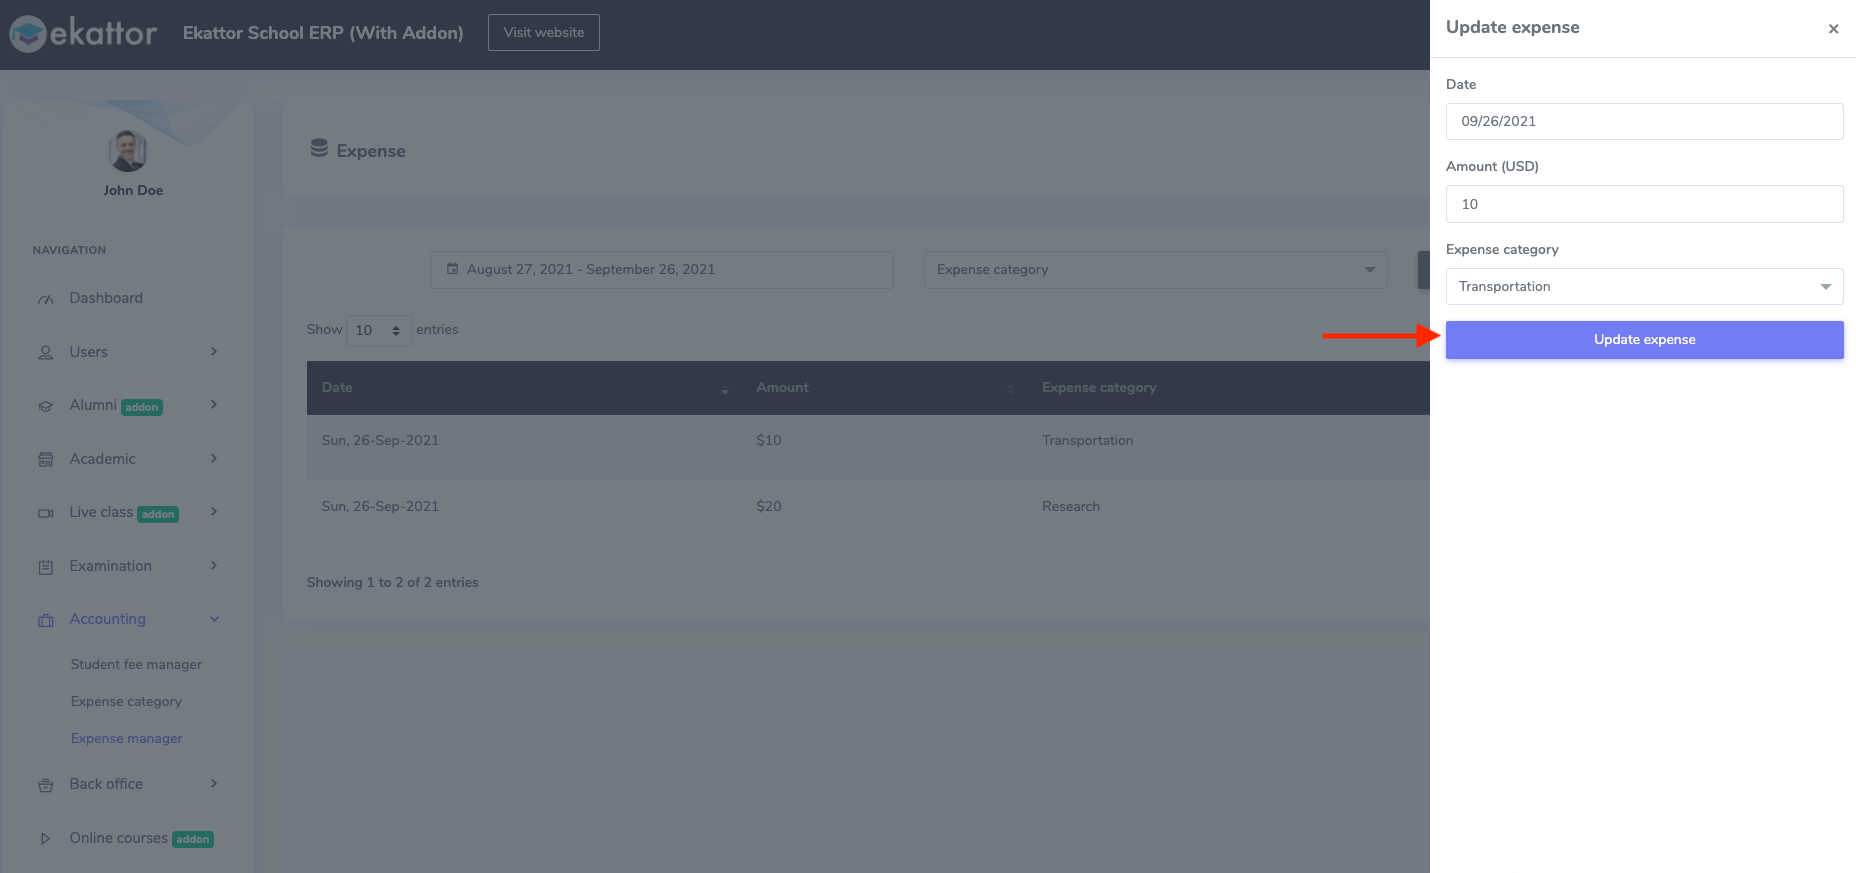 ekattor
Ekattor School ERP (With Addon)
Visit website
John Doe
NAVIGATION
Dashboard
Users
Alumni addon
Academic
Live class addon
Examination
Accounting
Student fee manager
Expense category
Expense manager
Back office
Online courses addon
Expense
August 27, 2021 - September 26, 2021
Expense category
Show 10 entries
Date Amount Expense category
Sun, 26-Sep-2021 $10 Transportation
Sun, 26-Sep-2021 $20 Research
Showing 1 to 2 of 2 entries
Update expense ×
Date
09/26/2021
Amount (USD)
10
Expense category
Transportation
Update expense